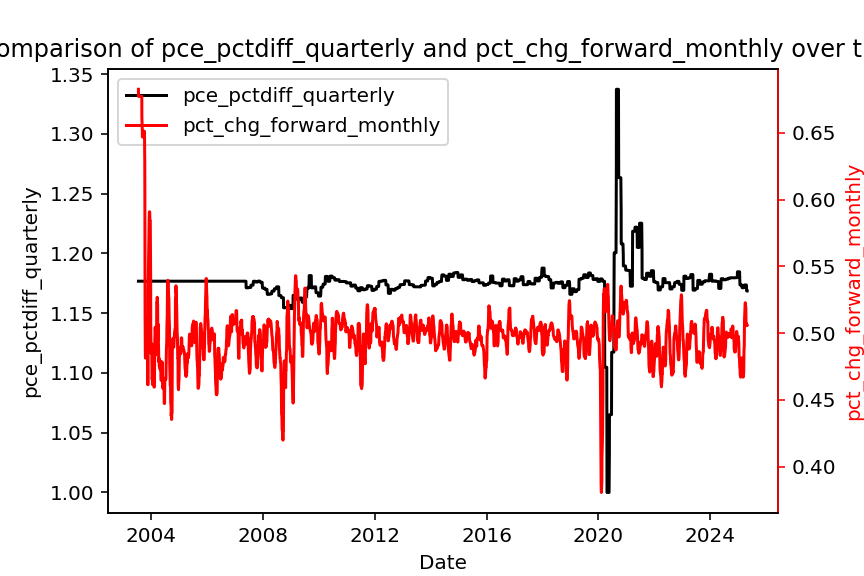 omparison of pce_pctdiff_quarterly and pct_chg_forward_monthly over t
pce_pctdiff_quarterly
pct_chg_forward_monthly
1.35
1.30
1.25
1.20
1.15
1.10
1.05
1.00
pce_pctdiff_quarterly
0.65
0.60
0.55
0.50
0.45
0.40
pct_chg_forward_monthly
2004 2008 2012 2016 2020 2024
Date